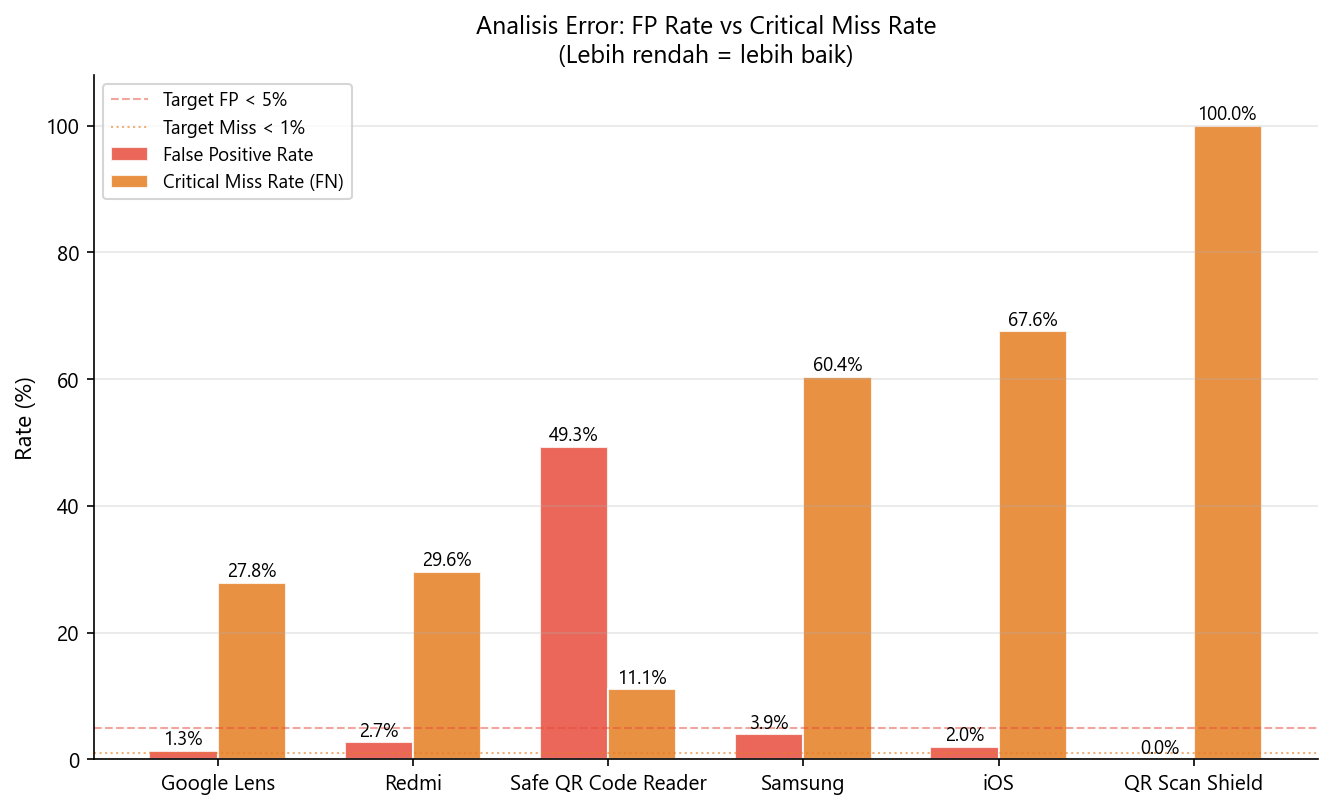 Analisis Error: FP Rate vs Critical Miss Rate
(Lebih rendah = lebih baik)
Target FP < 5%
Target Miss < 1%
False Positive Rate
Critical Miss Rate (FN)
Rate (%)
100
80
60
40
20
0
1.3%
27.8%
2.7%
29.6%
49.3%
11.1%
3.9%
60.4%
2.0%
67.6%
0.0%
100.0%
Google Lens
Redmi
Safe QR Code Reader
Samsung
iOS
QR Scan Shield